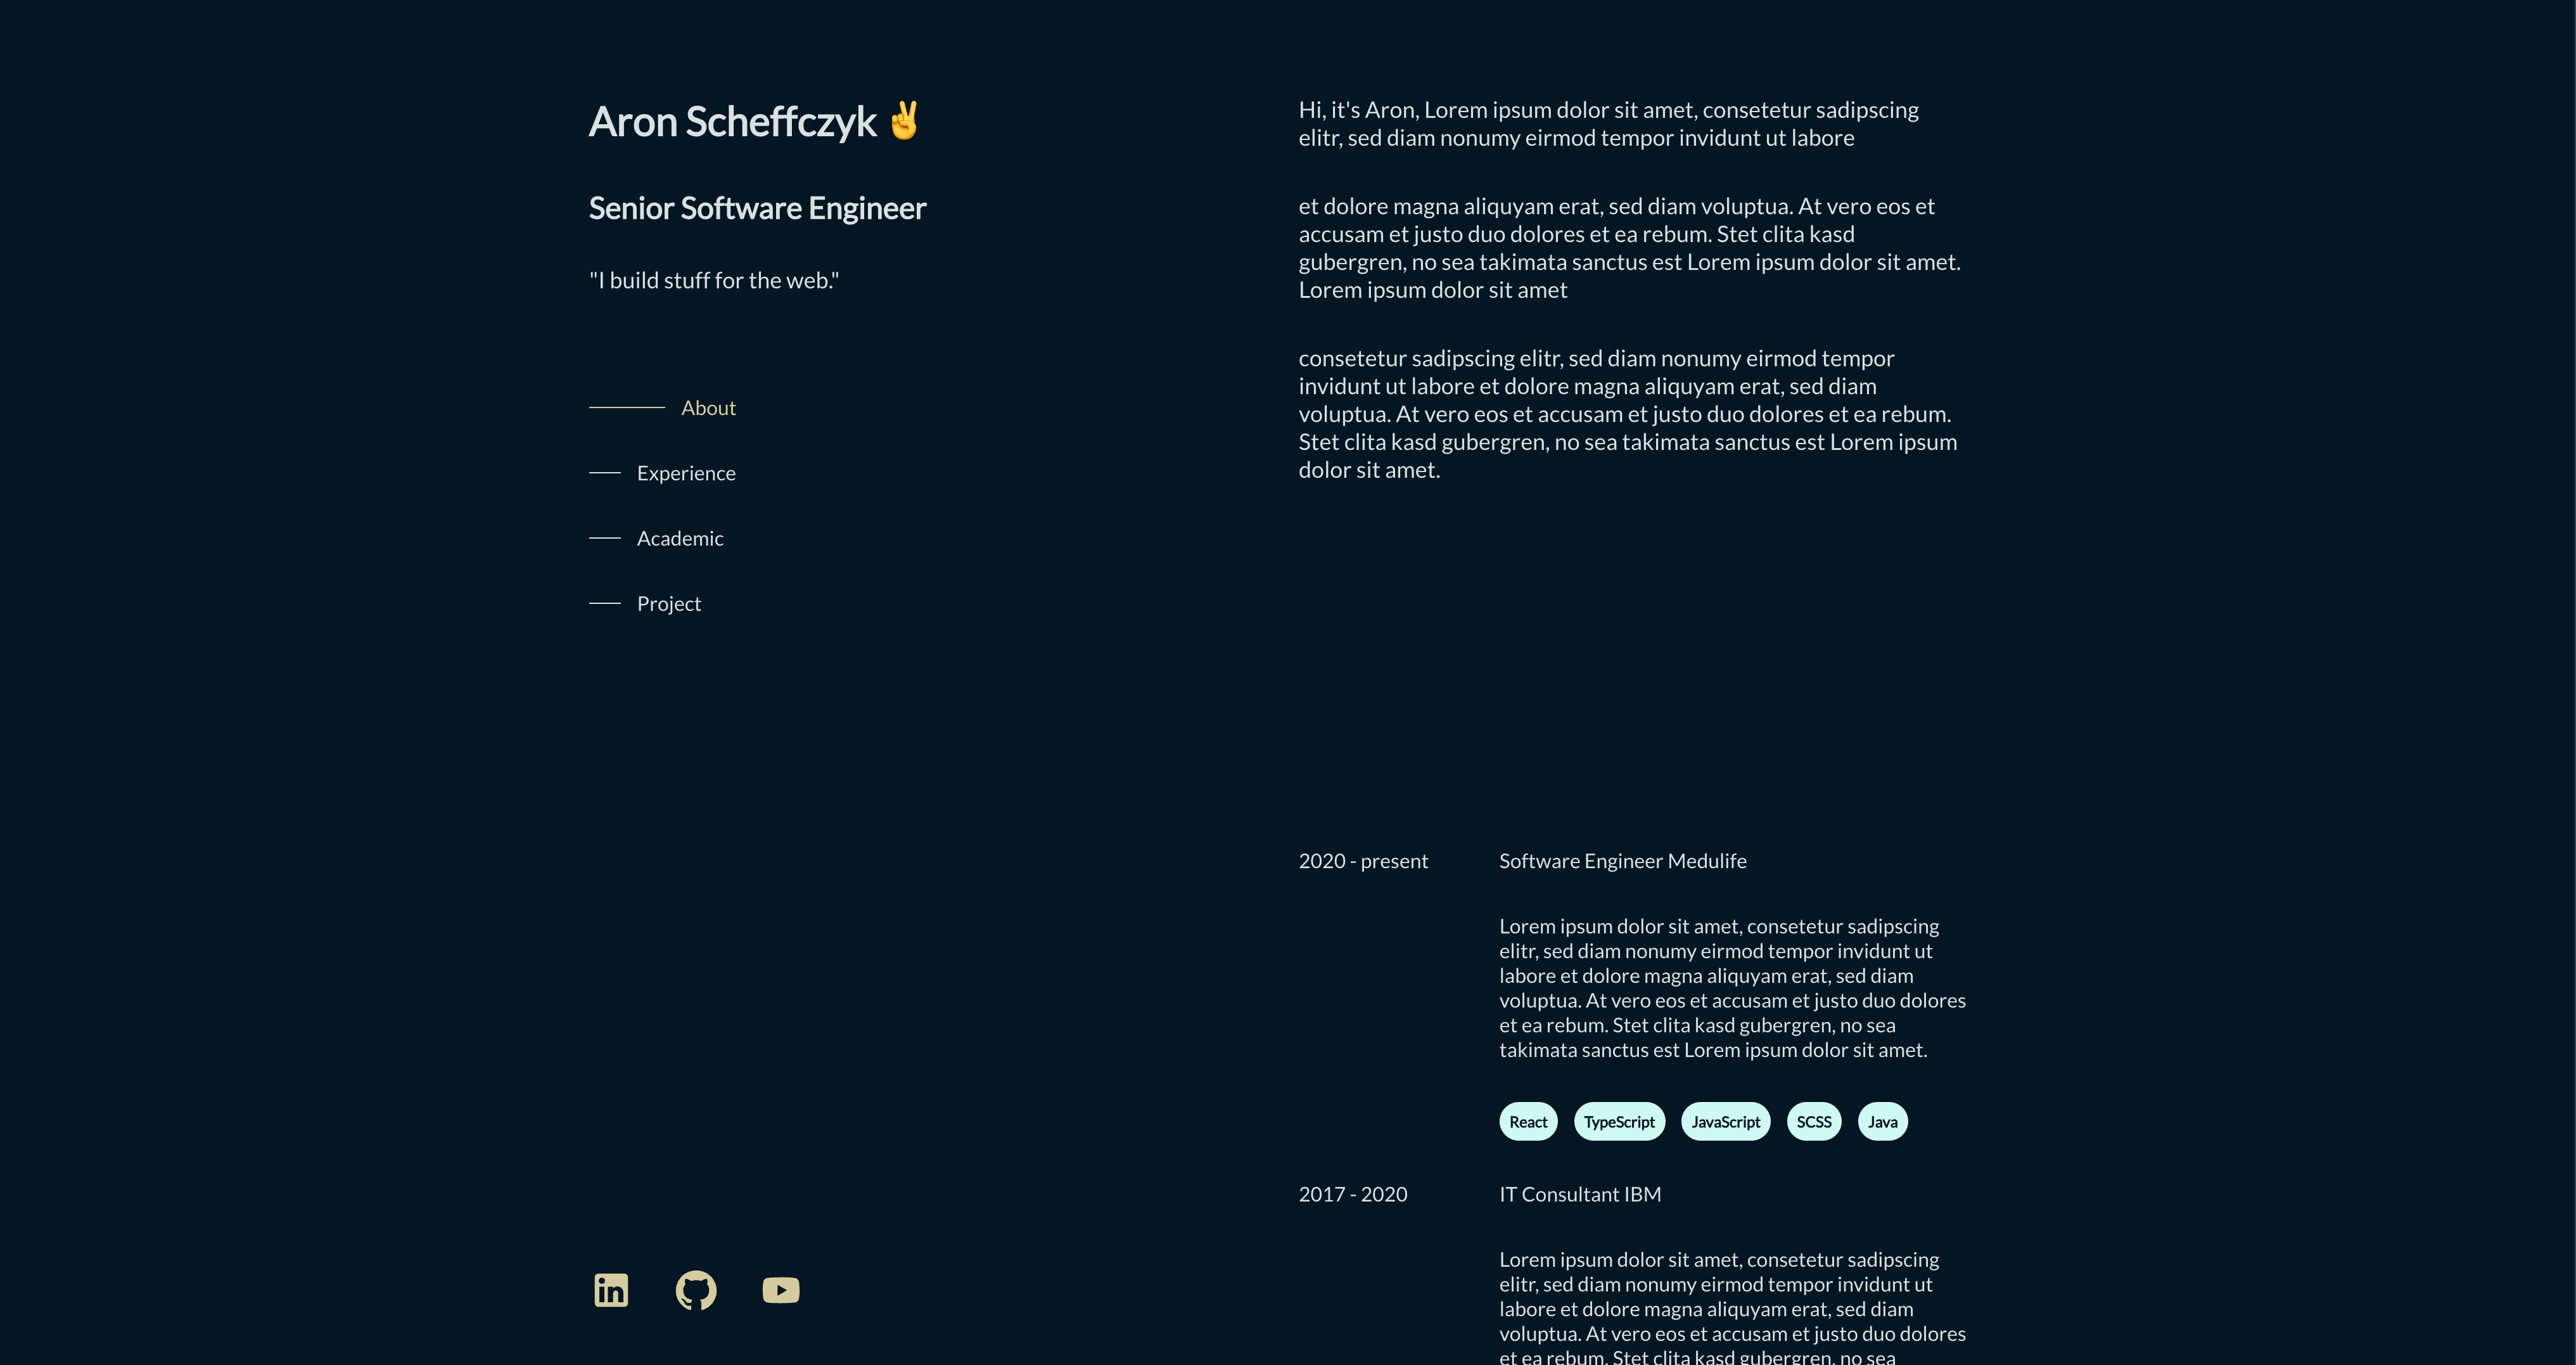 Aron Scheffczyk ✌️
Senior Software Engineer
"I build stuff for the web."
About
Experience
Academic
Project
Hi, it's Aron, Lorem ipsum dolor sit amet, consetetur sadipscing
elitr, sed diam nonumy eirmod tempor invidunt ut labore
et dolore magna aliquyam erat, sed diam voluptua. At vero eos et
accusam et justo duo dolores et ea rebum. Stet clita kasd
gubergren, no sea takimata sanctus est Lorem ipsum dolor sit amet.
Lorem ipsum dolor sit amet
consetetur sadipscing elitr, sed diam nonumy eirmod tempor
invidunt ut labore et dolore magna aliquyam erat, sed diam
voluptua. At vero eos et accusam et justo duo dolores et ea rebum.
Stet clita kasd gubergren, no sea takimata sanctus est Lorem ipsum
dolor sit amet.
2020 - present Software Engineer Medulife
Lorem ipsum dolor sit amet, consetetur sadipscing
elitr, sed diam nonumy eirmod tempor invidunt ut
labore et dolore magna aliquyam erat, sed diam
voluptua. At vero eos et accusam et justo duo dolores
et ea rebum. Stet clita kasd gubergren, no sea
takimata sanctus est Lorem ipsum dolor sit amet.
React TypeScript JavaScript SCSS Java
2017 - 2020 IT Consultant IBM
Lorem ipsum dolor sit amet, consetetur sadipscing
elitr, sed diam nonumy eirmod tempor invidunt ut
labore et dolore magna aliquyam erat, sed diam
voluptua. At vero eos et accusam et justo duo dolores
et ea rebum. Stet clita kasd gubergren, no sea